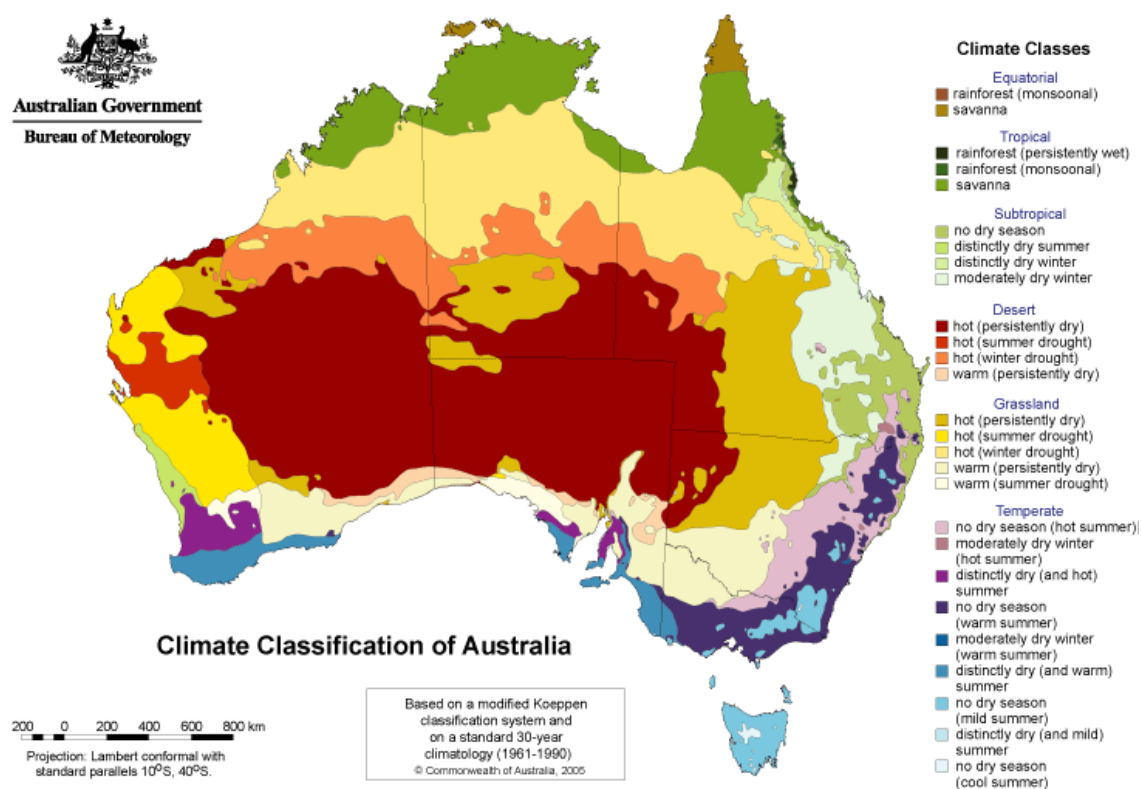 Australian Government
Bureau of Meteorology
Climate Classes
Equatorial
rainforest (monsoonal)
savanna
Tropical
rainforest (persistently wet)
rainforest (monsoonal)
savanna
Subtropical
no dry season
distinctly dry summer
distinctly dry winter
moderately dry winter
Desert
hot (persistently dry)
hot (summer drought)
hot (winter drought)
warm (persistently dry)
Grassland
hot (persistently dry)
hot (summer drought)
hot (winter drought)
warm (persistently dry)
warm (summer drought)
Temperate
no dry season (hot summer)
moderately dry winter
(hot summer)
distinctly dry (and hot)
summer
no dry season
(warm summer)
moderately dry winter
(warm summer)
distinctly dry (and warm)
summer
no dry season
(mild summer)
distinctly dry (and mild)
summer
no dry season
(cool summer)
Climate Classification of Australia
200 0 200 400 600 800 km
Projection: Lambert conformal with
standard parallels 10°S, 40°S.
Based on a modified Koeppen
classification system and
on a standard 30-year
climatology (1961-1990)
© Commonwealth of Australia, 2005